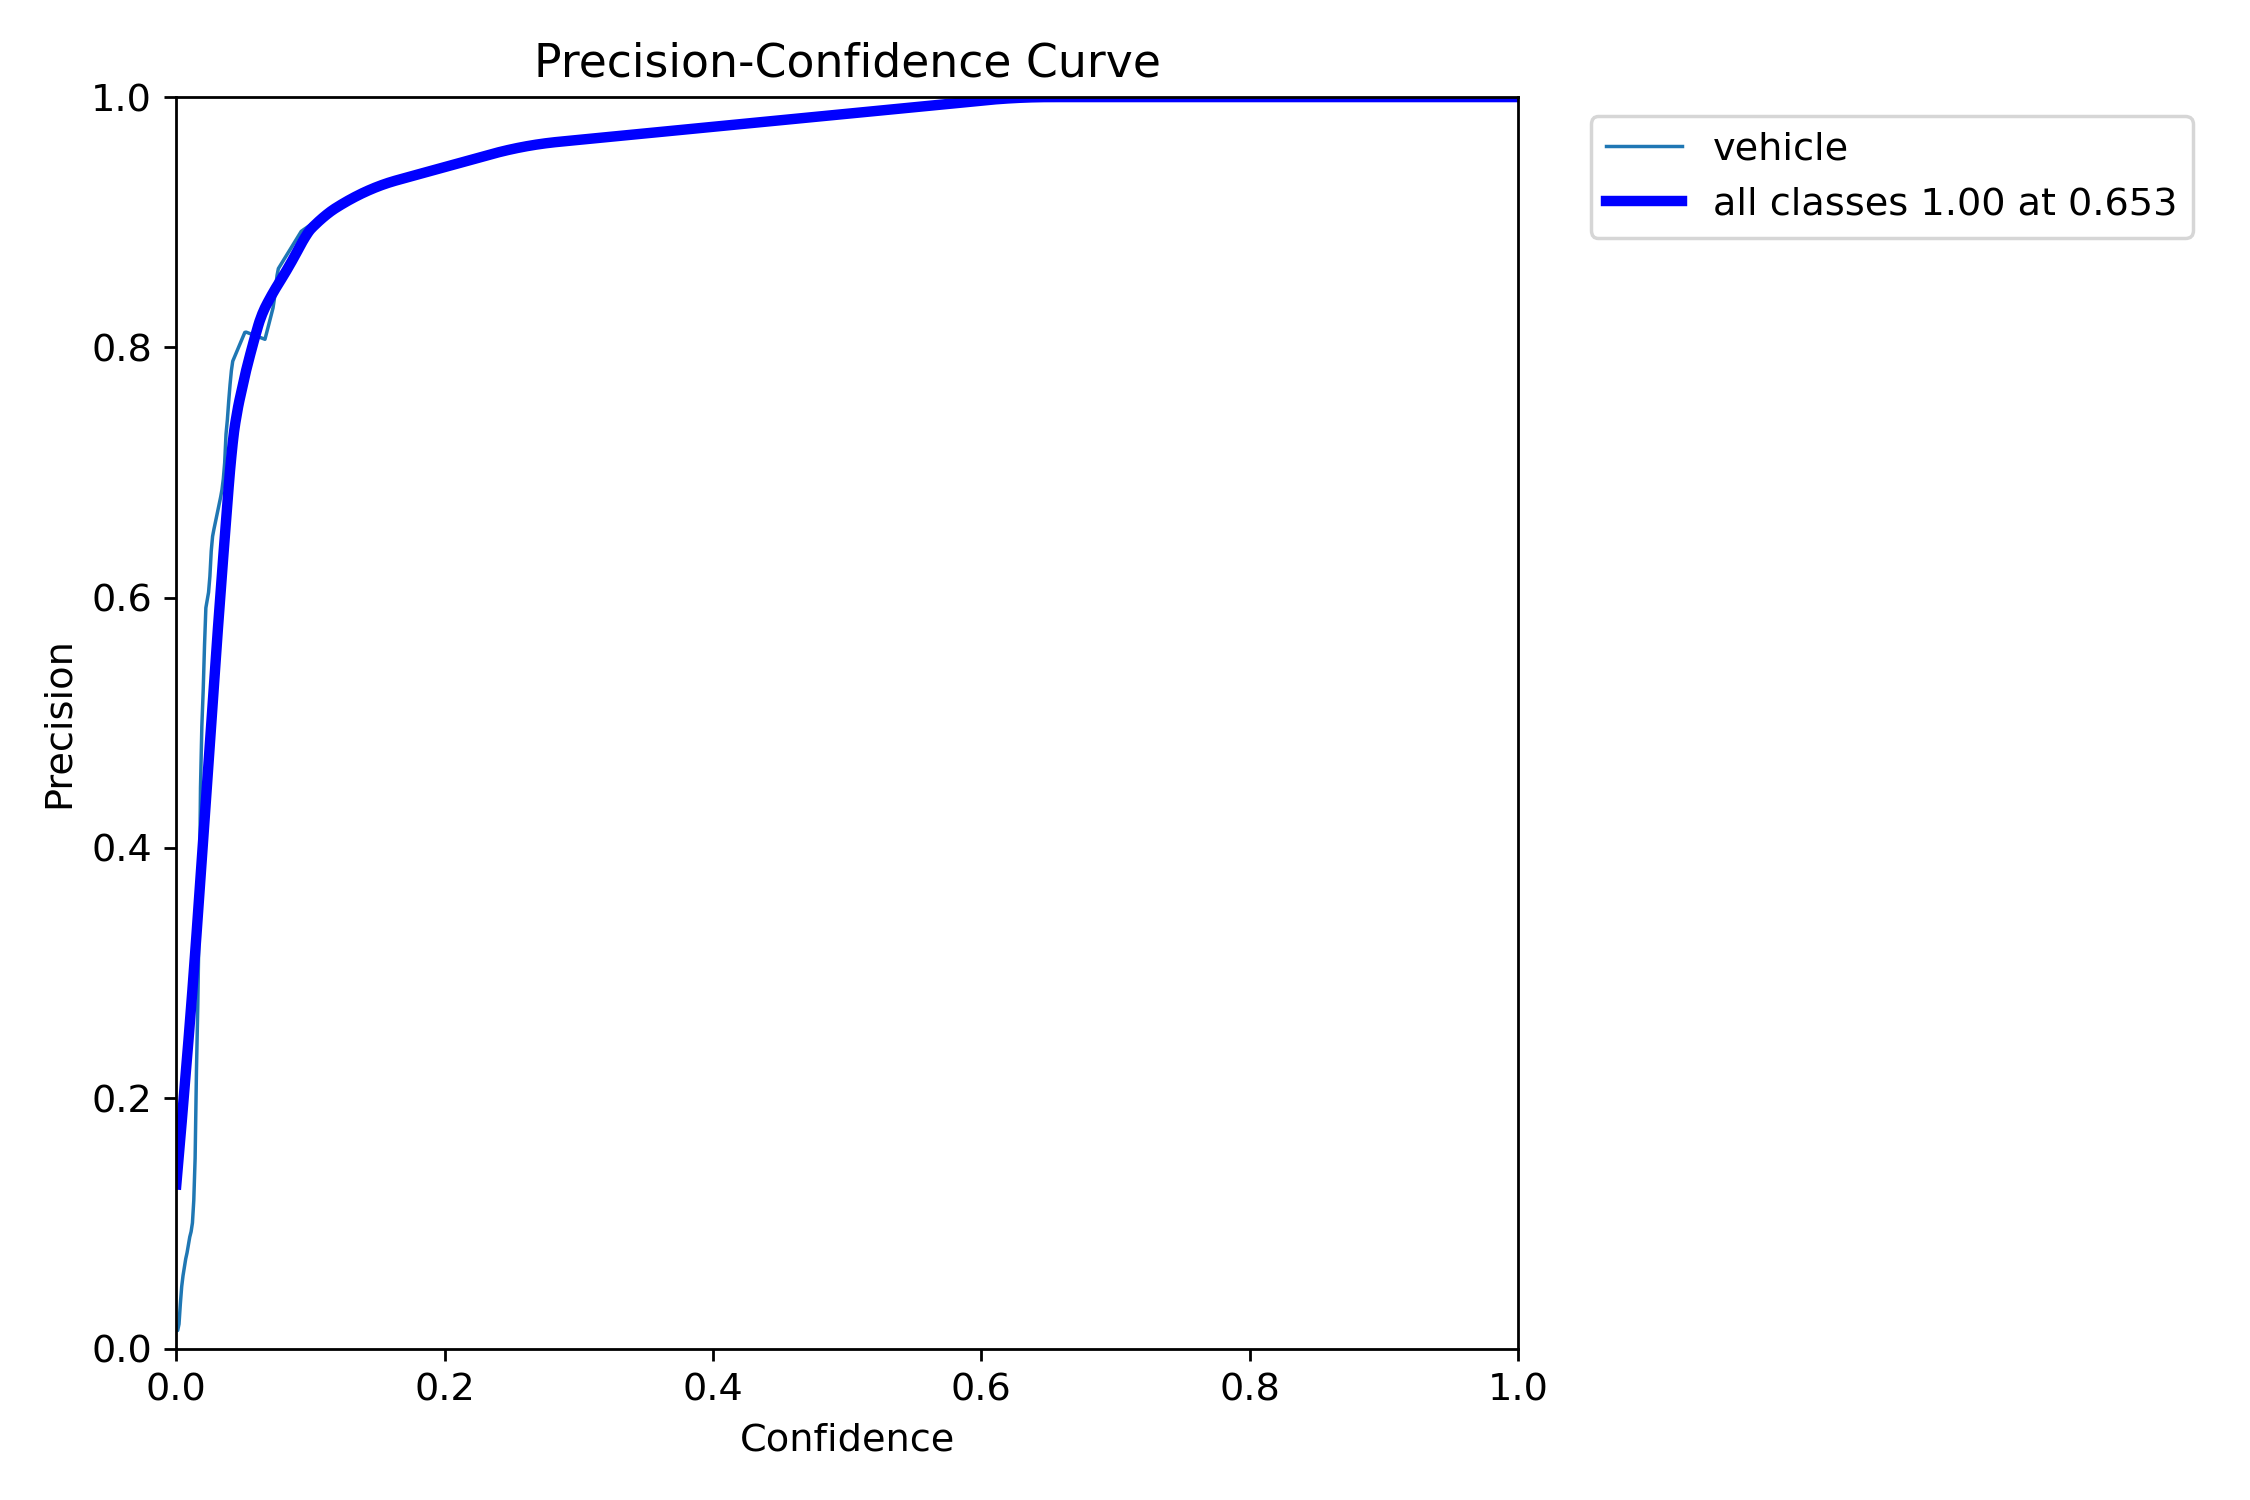 Precision-Confidence Curve
1.0
0.8
0.6
0.4
0.2
0.0
Precision
0.0 0.2 0.4 0.6 0.8 1.0
Confidence
vehicle
all classes 1.00 at 0.653